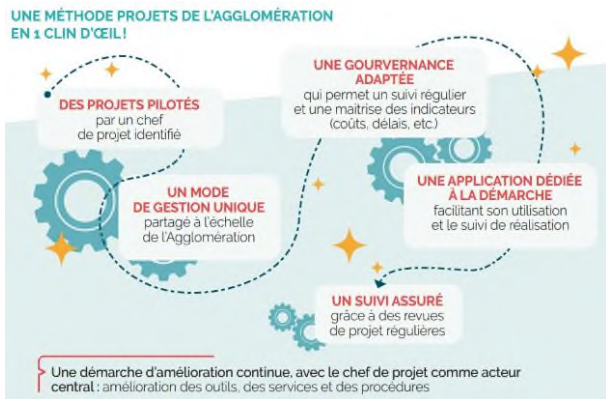 UNE MÉTHODE PROJETS DE L'AGGLOMÉRATION
EN 1 CLIN D'ŒIL!
DES PROJETS PILOTÉS
par un chef
de projet identifié
UN MODE
DE GESTION UNIQUE
partagé à l'échelle
de l'Agglomération
UNE GOURVERNANCE
ADAPTÉE
qui permet un suivi régulier
et une maitrise des indicateurs
(coûts, délais, etc.)
UNE APPLICATION DÉDIÉE
À LA DÉMARCHE
facilitant son utilisation
et le suivi de réalisation
UN SUIVI ASSURÉ
grâce à des revues
de projet régulières
Une démarche d'amélioration continue, avec le chef de projet comme acteur
central : amélioration des outils, des services et des procédures